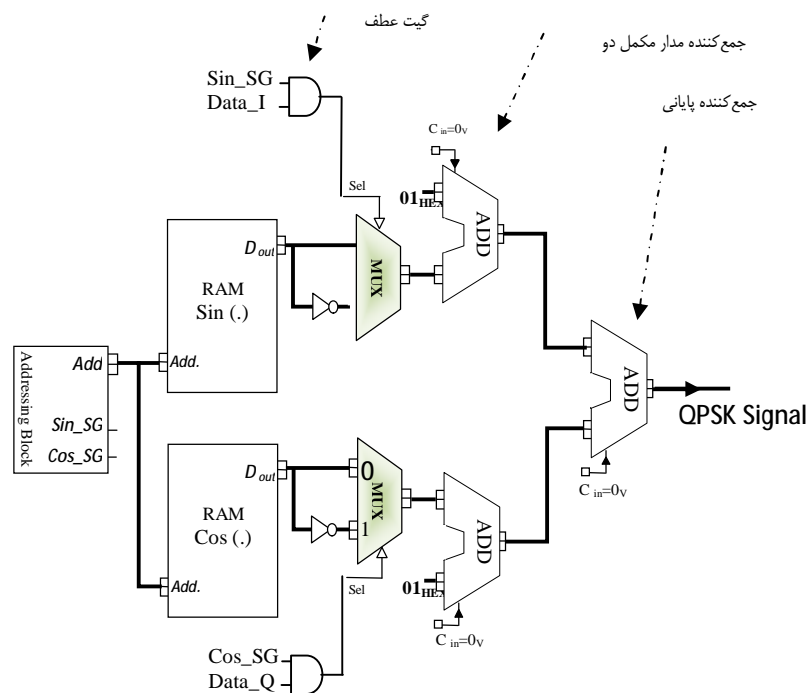 گیت عطف
جمع‌کننده مدار مکمل دو
جمع‌کننده پایانی
Sin_SG
Data_I
C in=0v
Sel
01HEX
ADD
D out
MUX
RAM
Sin (.)
Add.
ADD
Addressing Block
Add
Sin_SG
Cos_SG
QPSK Signal
C in=0v
D out
0
MUX
1
RAM
Cos (.)
Add.
ADD
Sel
01HEX
C in=0v
Cos_SG
Data_Q